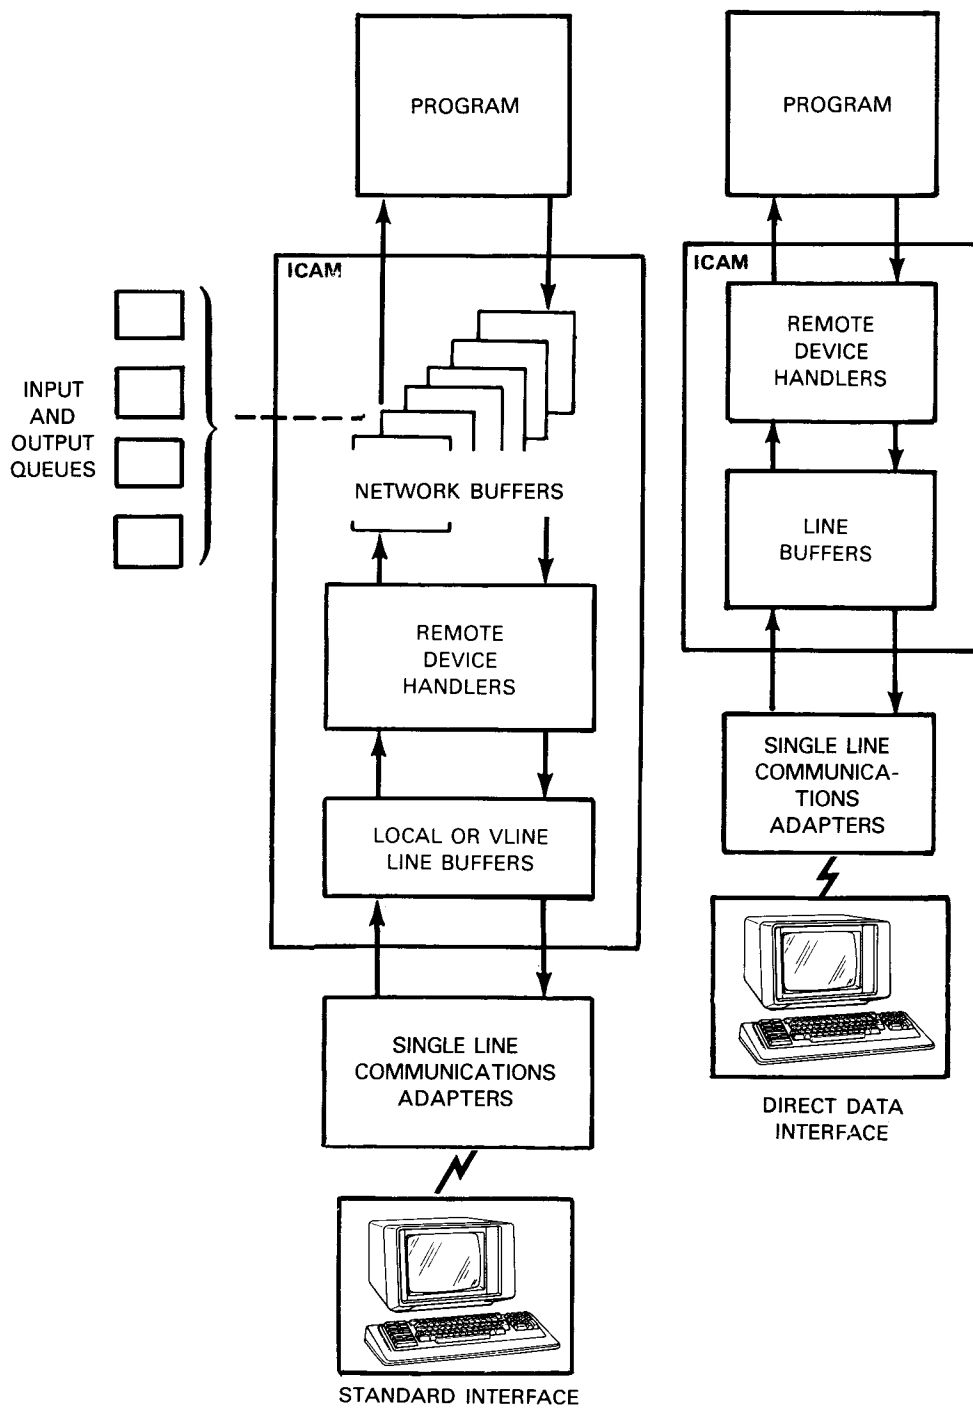 PROGRAM
ICAM
INPUT
AND
OUTPUT
QUEUES
NETWORK BUFFERS
REMOTE
DEVICE
HANDLERS
LOCAL OR VLINE
LINE BUFFERS
SINGLE LINE
COMMUNICATIONS
ADAPTERS
STANDARD INTERFACE
PROGRAM
ICAM
REMOTE
DEVICE
HANDLERS
LINE
BUFFERS
SINGLE LINE
COMMUNICA-
TIONS
ADAPTERS
DIRECT DATA
INTERFACE